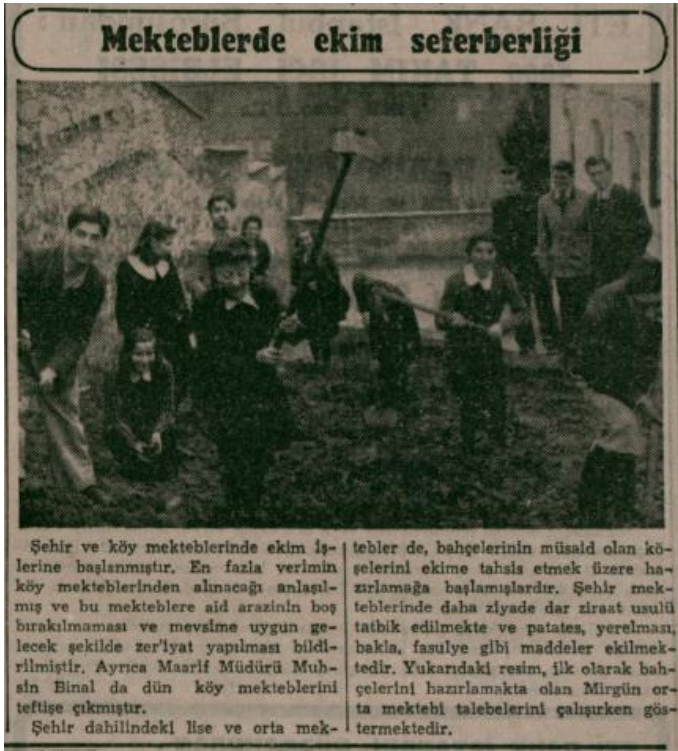 Mekteblerde ekim seferberliği
Şehir ve köy mekteblerinde ekim iş-
lerine başlanmıştır. En fazla verimin
köy mekteblerinden alınacağı anlaşıl-
mış ve bu mekteblere aid arazinin boş
bırakılmaması ve mevsime uygun ge-
lecek şekilde zer'iyat yapılması bildi-
rilmiştir. Ayrıca Maarif Müdürü Muh-
sin Binal da dün köy mekteblerini
teftişe çıkmıştır.
Şehir dahilindeki lise ve orta mek-
tebler de, bahçelerinin müsaid olan kö-
şelerini ekime tahsis etmek üzere ha-
zırlamağa başlamışlardır. Şehir mek-
teblerinde daha ziyade dar ziraat usulü
tatbik edilmekte ve patates, yerelması,
bakla, fasulye gibi maddeler ekilmek-
tedir. Yukarıdaki resim, ilk olarak bah-
çelerini hazırlamakta olan Mirgün or-
ta mektebi talebelerini çalışırken gös-
termektedir.